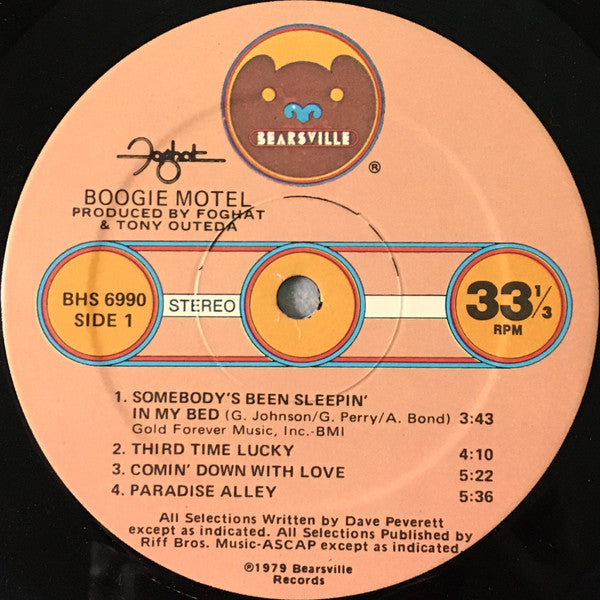 BEARSVILLE
®
Foghat
BOOGIE MOTEL
PRODUCED BY FOGHAT
& TONY OUTEDA
BHS 6990
SIDE 1
STEREO
33 1/3
RPM
1. SOMEBODY'S BEEN SLEEPIN'
IN MY BED (G. Johnson/G. Perry/A. Bond) 3:43
Gold Forever Music, Inc.-BMI
2. THIRD TIME LUCKY 4:10
3. COMIN' DOWN WITH LOVE 5:22
4. PARADISE ALLEY 5:36
All Selections Written by Dave Peverett
except as indicated. All Selections Published by
Riff Bros. Music-ASCAP except as indicated.
℗1979 Bearsville
Records